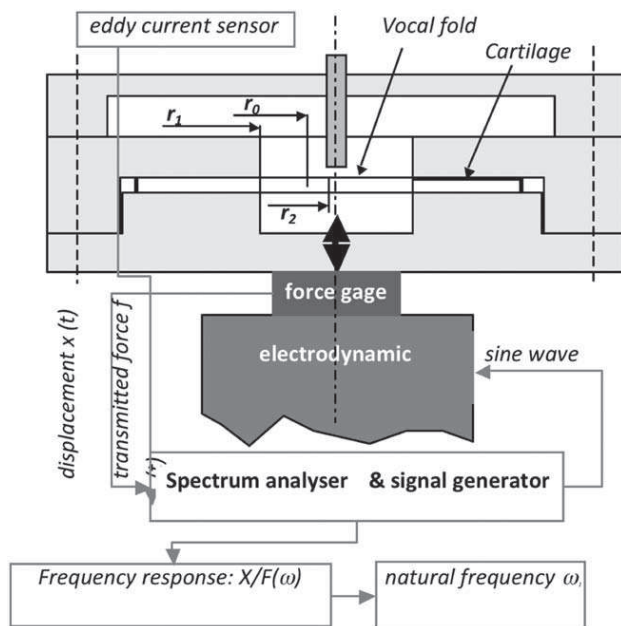 eddy current sensor
Vocal fold
Cartilage
r₀
r₁
r₂
force gage
electrodynamic
sine wave
displacement x (t)
transmitted force f
(t)
Spectrum analyser & signal generator
Frequency response: X/F(ω)
natural frequency ω